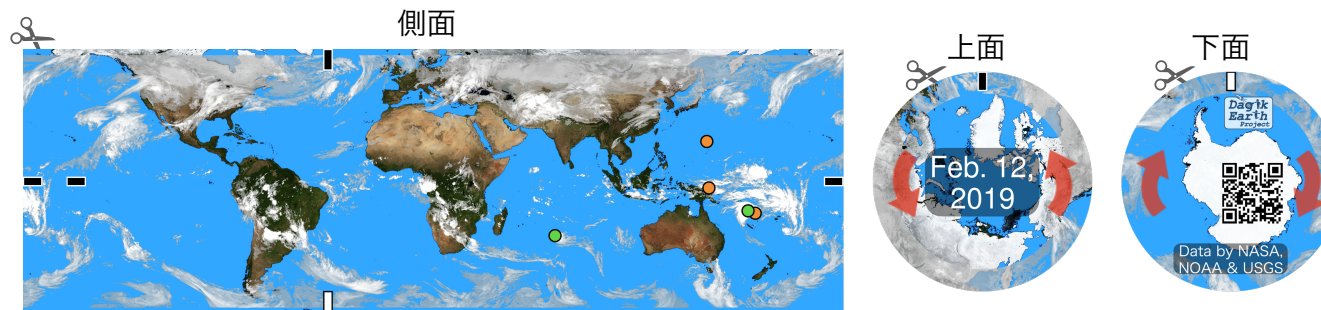 側面
上面
下面
Feb. 12,
2019
Dagik
Earth
Project
Data by NASA,
NOAA & USGS